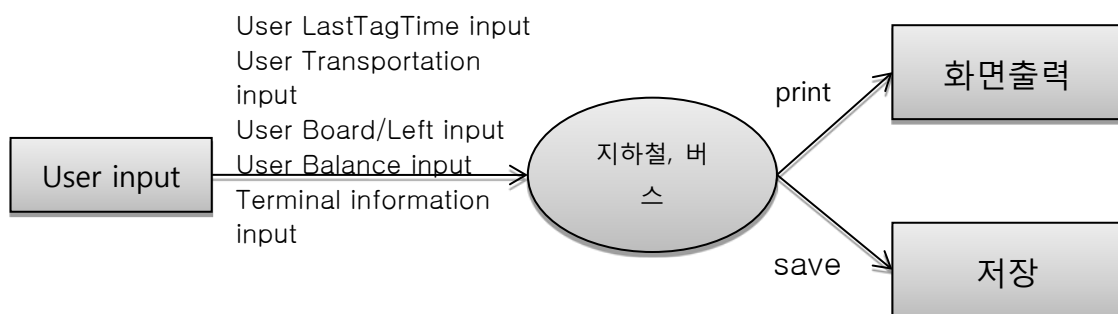 User LastTagTime input
User Transportation
input
User Board/Left input
User Balance input
Terminal information
input
User input
지하철, 버
스
print
화면출력
save
저장